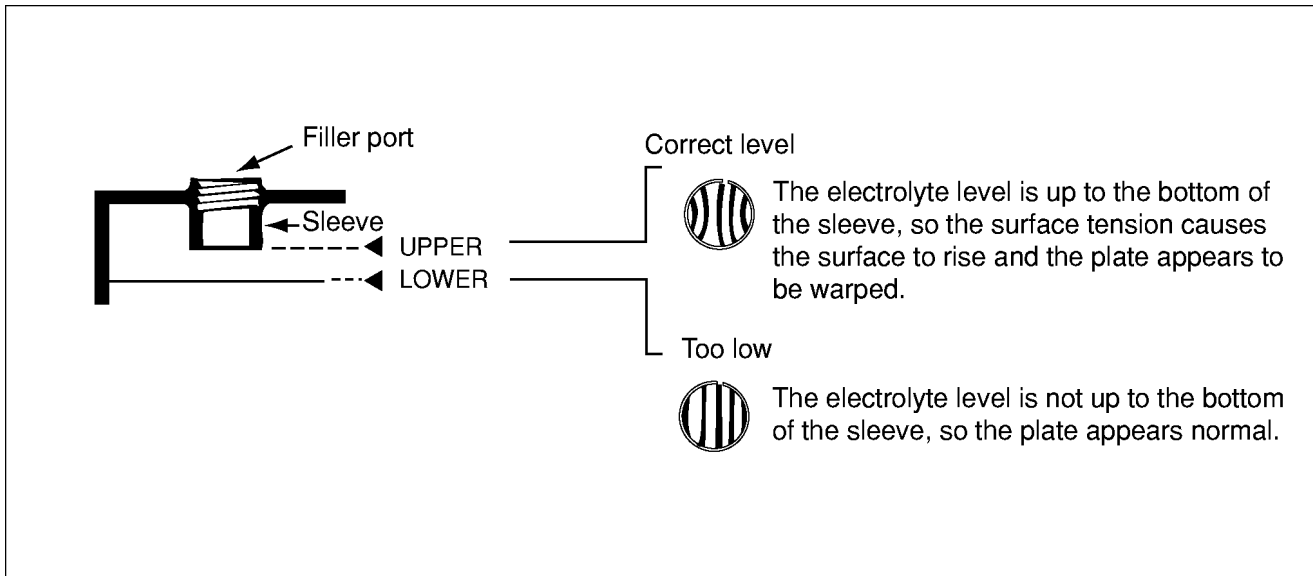 Filler port
Sleeve
UPPER
LOWER
Correct level
The electrolyte level is up to the bottom of
the sleeve, so the surface tension causes
the surface to rise and the plate appears to
be warped.
Too low
The electrolyte level is not up to the bottom
of the sleeve, so the plate appears normal.